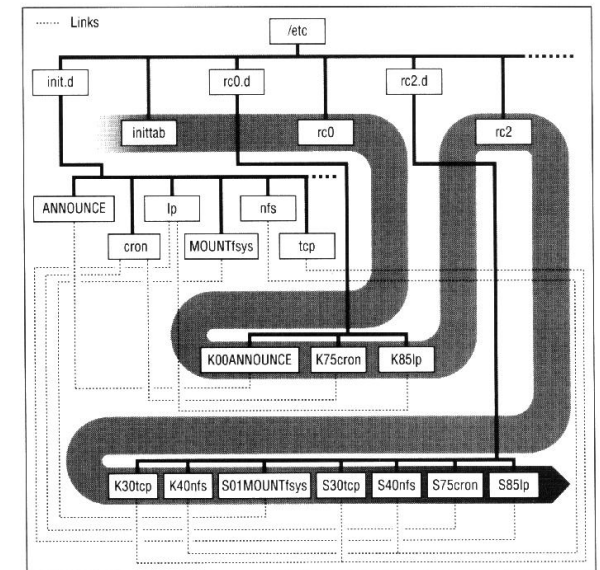 Links
/etc
init.d
rc0.d
rc2.d
inittab
rc0
rc2
ANNOUNCE
lp
nfs
cron
MOUNTfsys
tcp
K00ANNOUNCE
K75cron
K85lp
K30tcp
K40nfs
S01MOUNTfsys
S30tcp
S40nfs
S75cron
S85lp